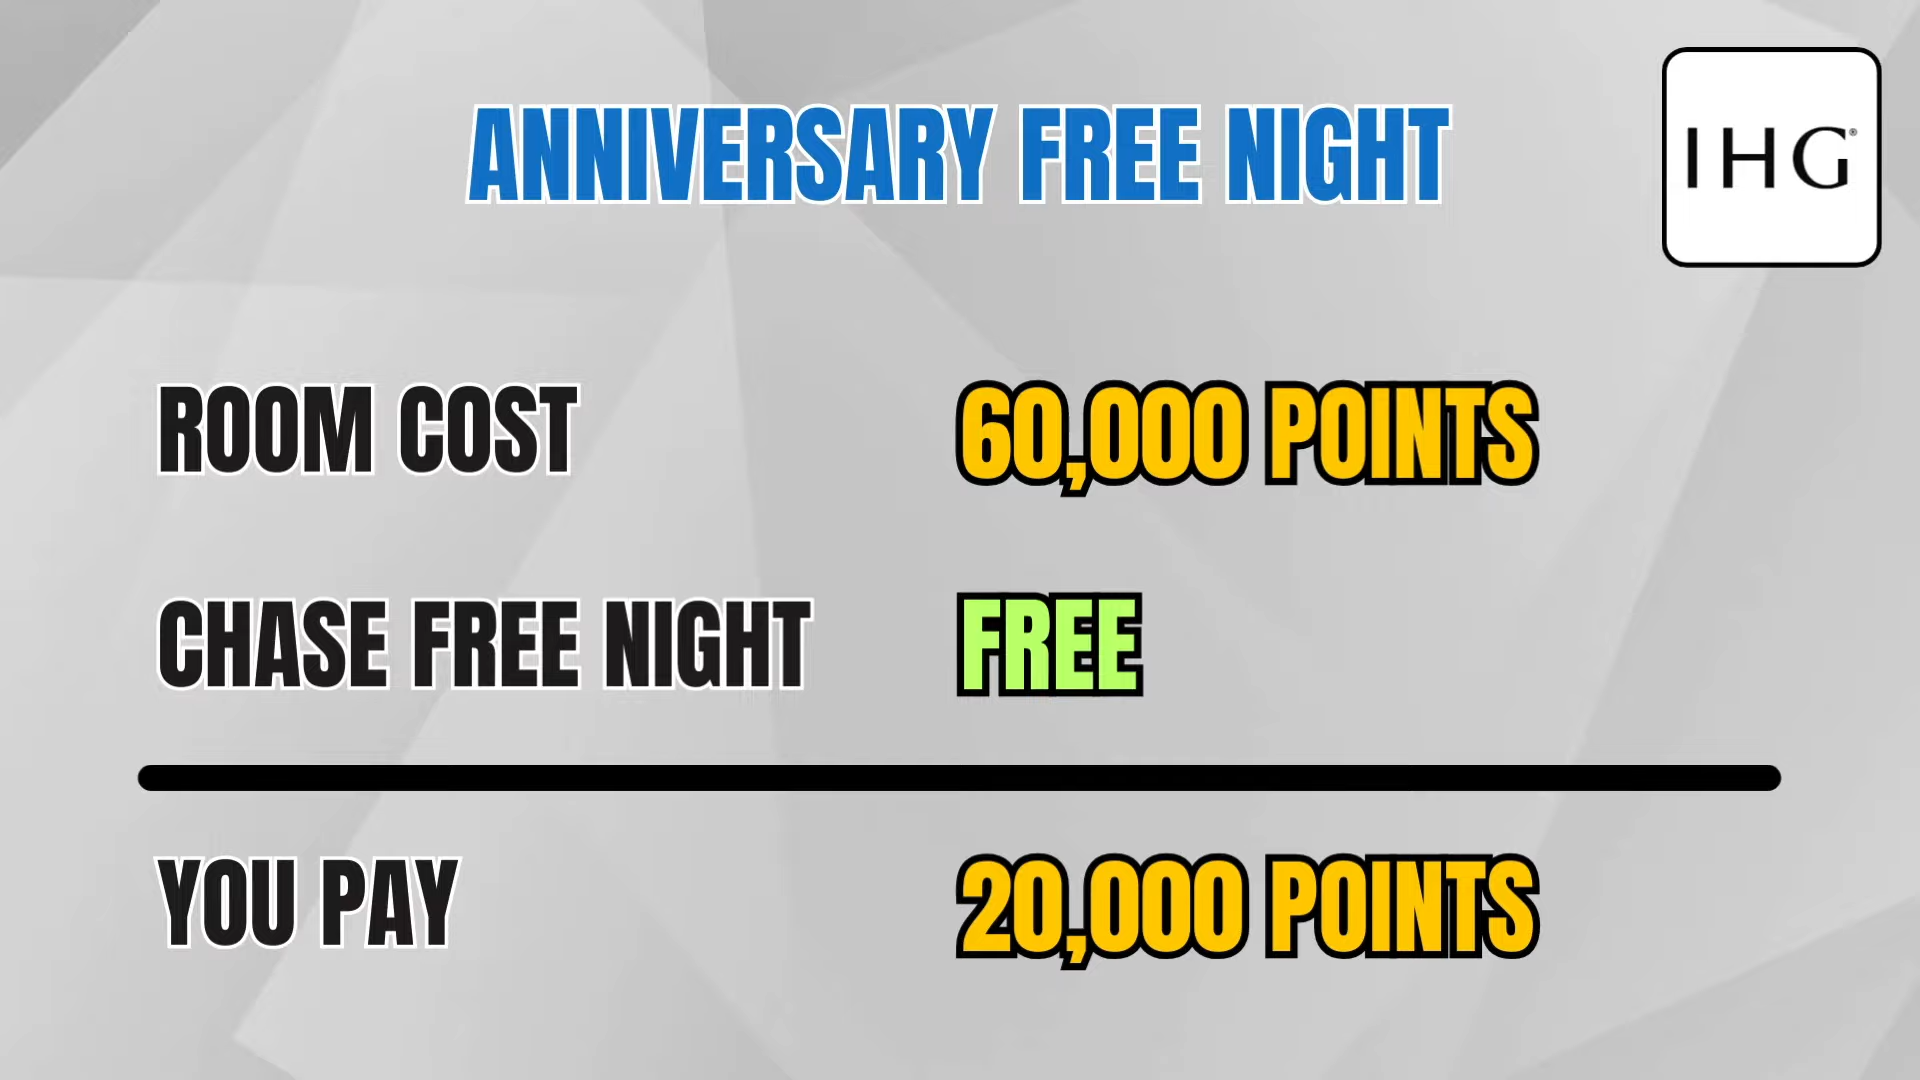 ANNIVERSARY FREE NIGHT
IHG®
ROOM COST 60,000 POINTS
CHASE FREE NIGHT FREE
YOU PAY 20,000 POINTS